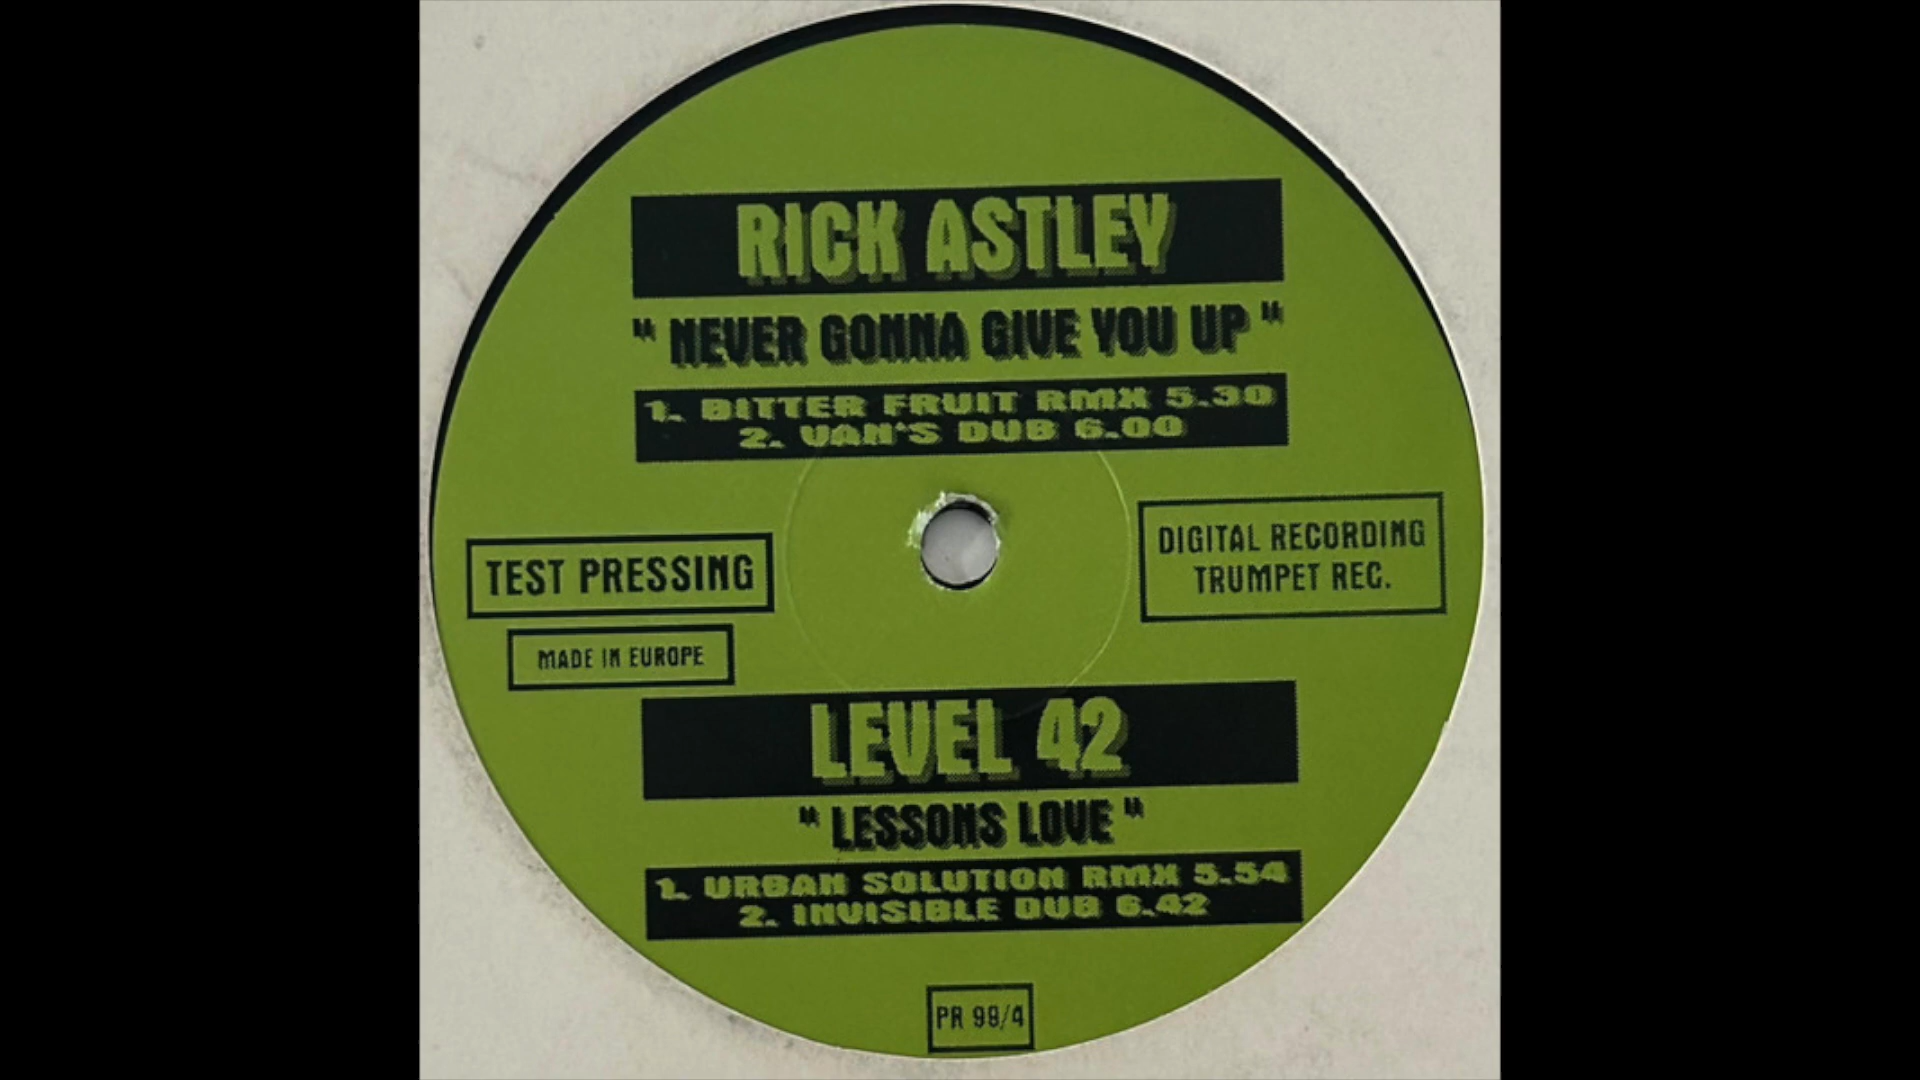 RICK ASTLEY
" NEVER GONNA GIVE YOU UP "
1. BITTER FRUIT RMX 5.30
2. VAN'S DUB 6.00
DIGITAL RECORDING
TRUMPET REC.
TEST PRESSING
MADE IN EUROPE
LEVEL 42
" LESSONS LOVE "
1. URBAN SOLUTION RMX 5.54
2. INVISIBLE DUB 6.42
PR 98/4